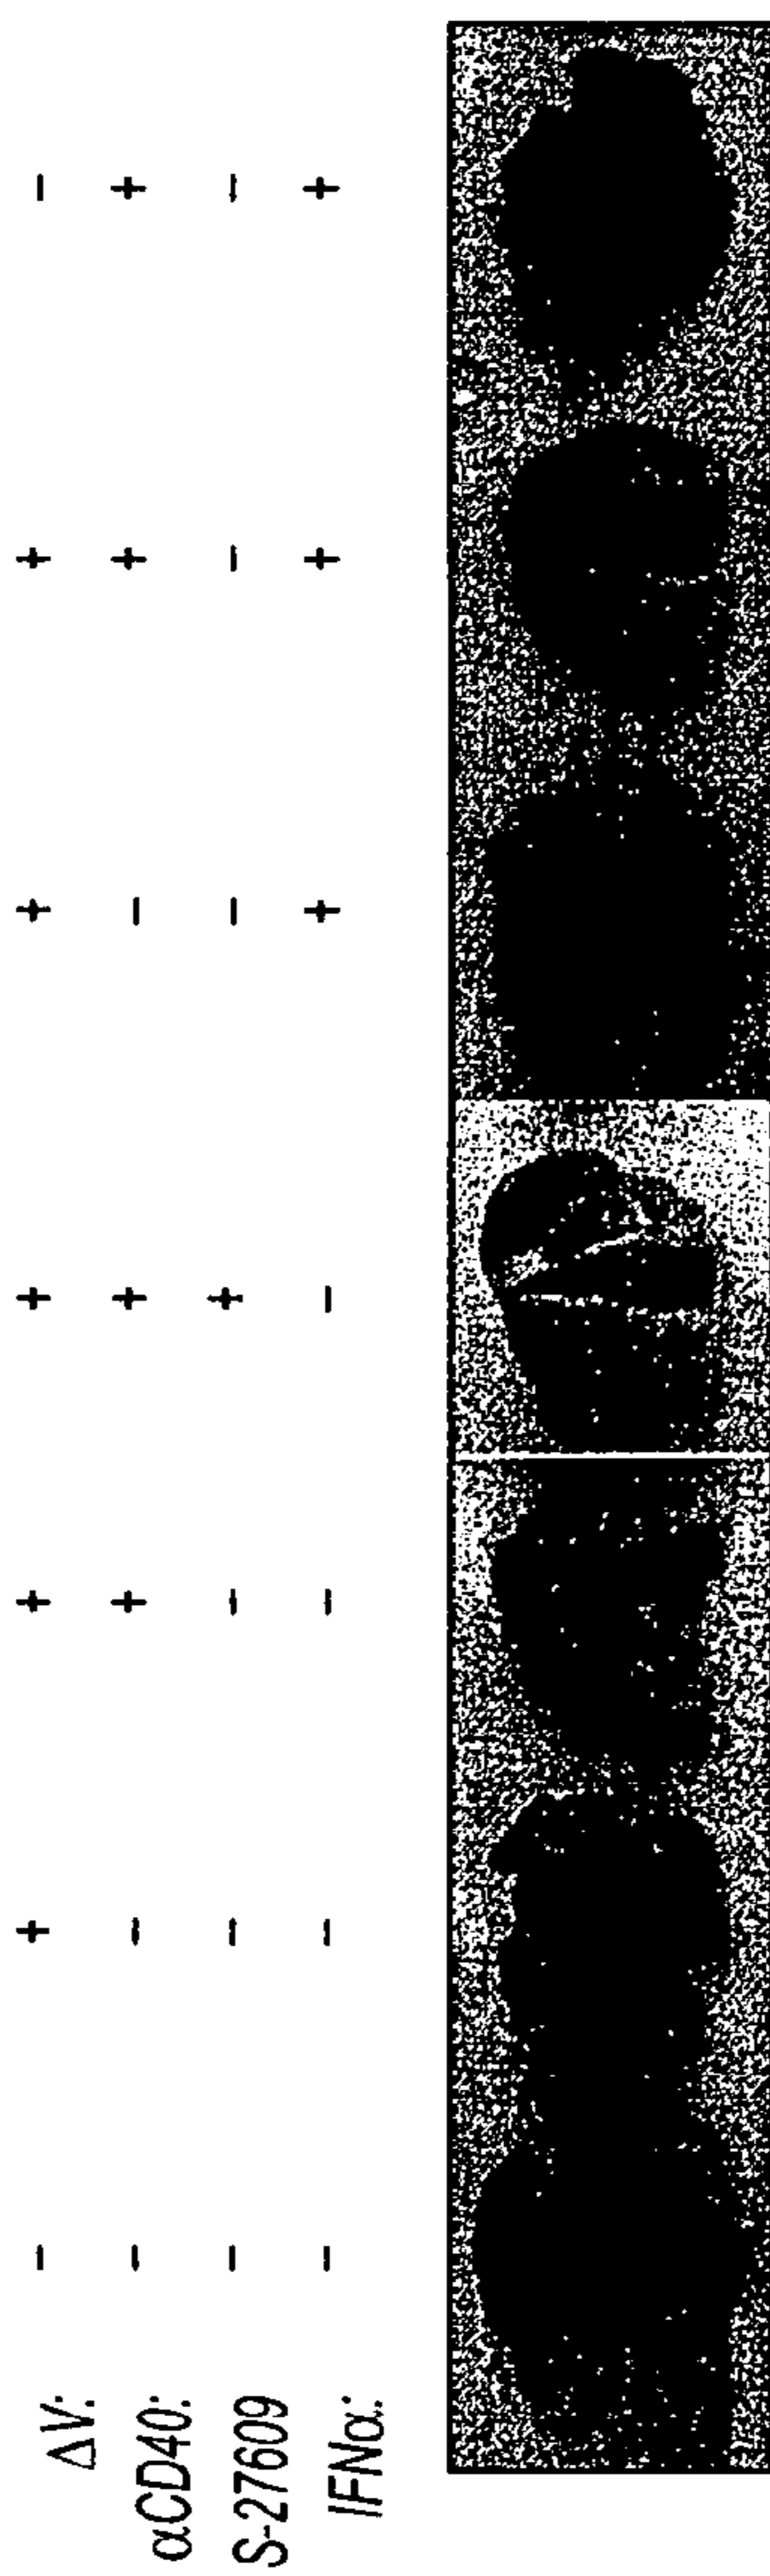 ΔV: − + + + + + −
αCD40: − − + + − + +
S-27609 − − − + − − −
IFNα: − − − − + + +